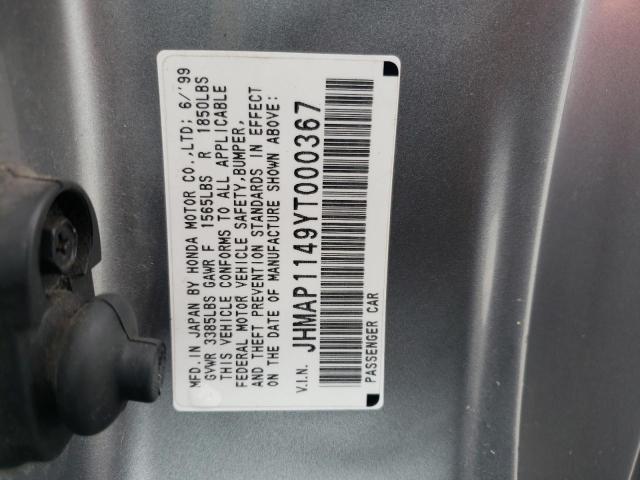 MFD.IN JAPAN BY HONDA MOTOR CO.,LTD; 6/'99
GVWR 3385LBS GAWR F 1565LBS R 1850LBS
THIS VEHICLE CONFORMS TO ALL APPLICABLE
FEDERAL MOTOR VEHICLE SAFETY,BUMPER,
AND THEFT PREVENTION STANDARDS IN EFFECT
ON THE DATE OF MANUFACTURE SHOWN ABOVE:
V.I.N. JHMAP1149YT000367
PASSENGER CAR